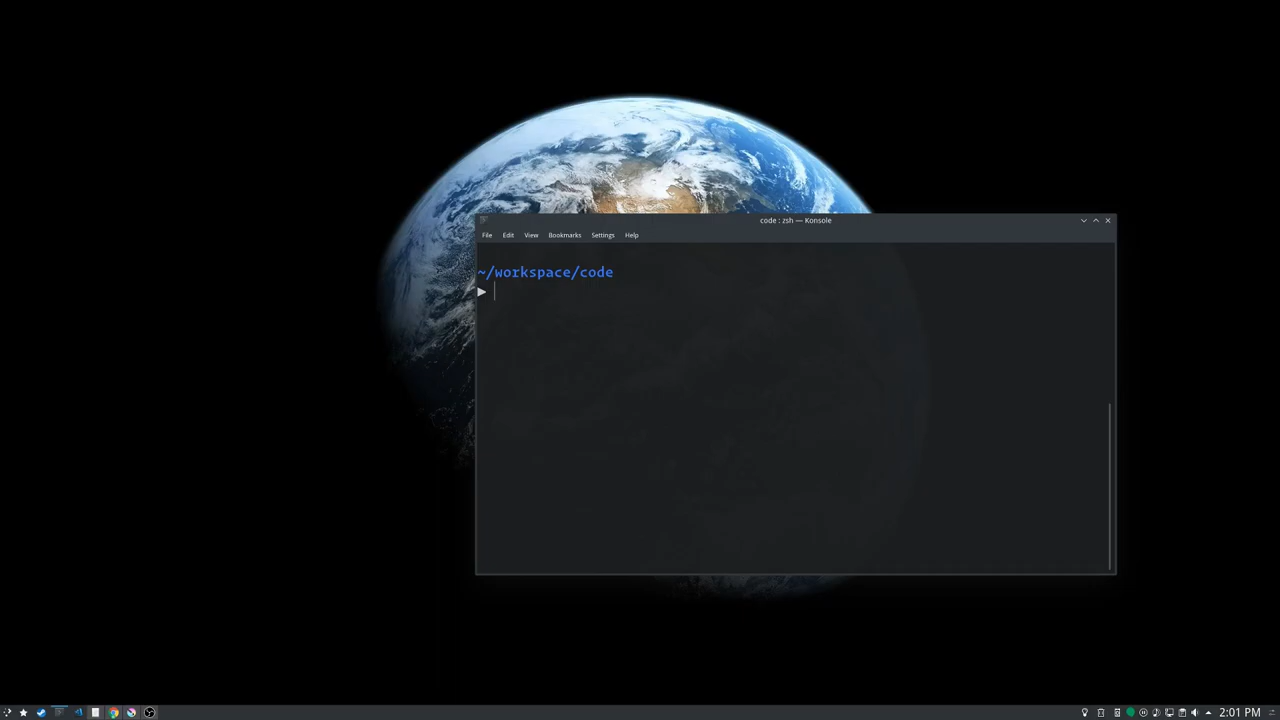 code : zsh — Konsole
File Edit View Bookmarks Settings Help
~/workspace/code
2:01 PM